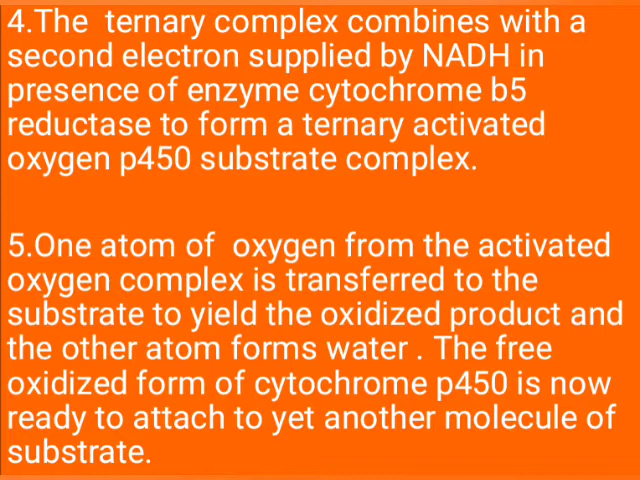 4.The ternary complex combines with a
second electron supplied by NADH in
presence of enzyme cytochrome b5
reductase to form a ternary activated
oxygen p450 substrate complex.
5.One atom of oxygen from the activated
oxygen complex is transferred to the
substrate to yield the oxidized product and
the other atom forms water . The free
oxidized form of cytochrome p450 is now
ready to attach to yet another molecule of
substrate.